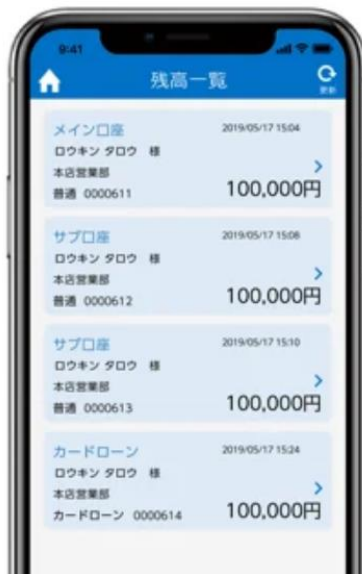 9:41
残高一覧
更新
メイン口座 2019/05/17 15:04
ロウキン タロウ 様
本店営業部
普通 0000611 100,000円
サブ口座 2019/05/17 15:08
ロウキン タロウ 様
本店営業部
普通 0000612 100,000円
サブ口座 2019/05/17 15:10
ロウキン タロウ 様
本店営業部
普通 0000613 100,000円
カードローン 2019/05/17 15:24
ロウキン タロウ 様
本店営業部
カードローン 0000614 100,000円